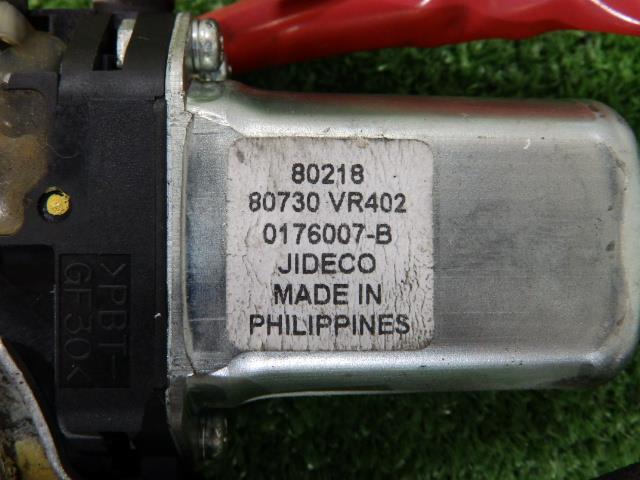 80218
80730 VR402
0176007-B
JIDECO
MADE IN
PHILIPPINES
>PBT-
GF30<